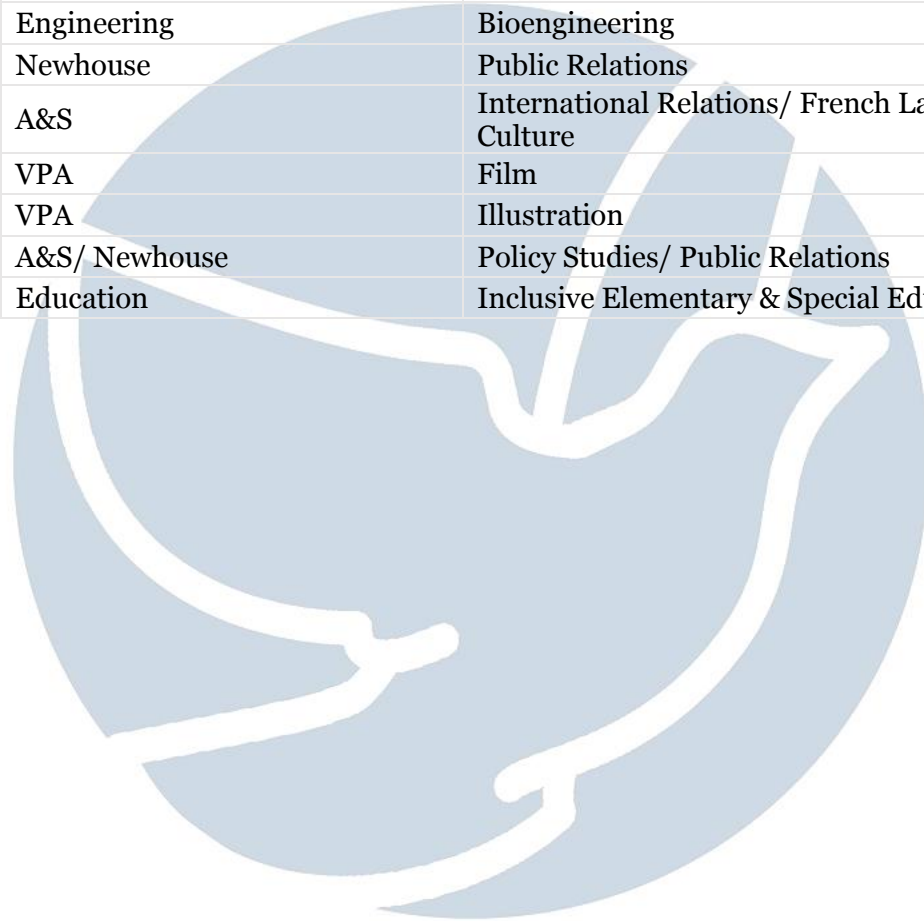 Engineering Bioengineering
Newhouse Public Relations
A&S International Relations/ French La
Culture
VPA Film
VPA Illustration
A&S/ Newhouse Policy Studies/ Public Relations
Education Inclusive Elementary & Special Ed